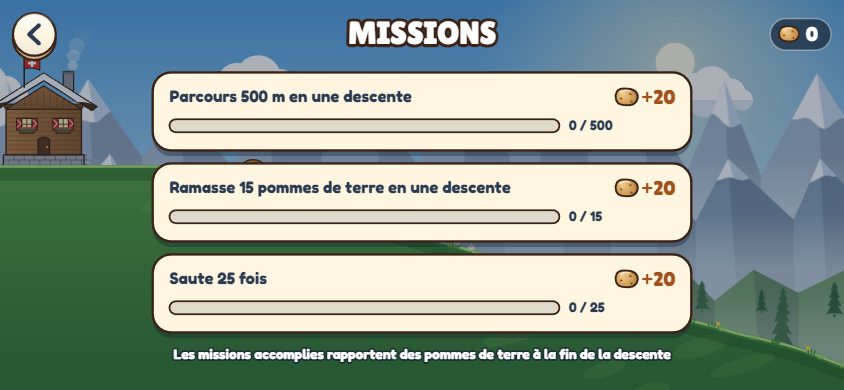 MISSIONS
0
Parcours 500 m en une descente
+20
0 / 500
Ramasse 15 pommes de terre en une descente
+20
0 / 15
Saute 25 fois
+20
0 / 25
Les missions accomplies rapportent des pommes de terre à la fin de la descente